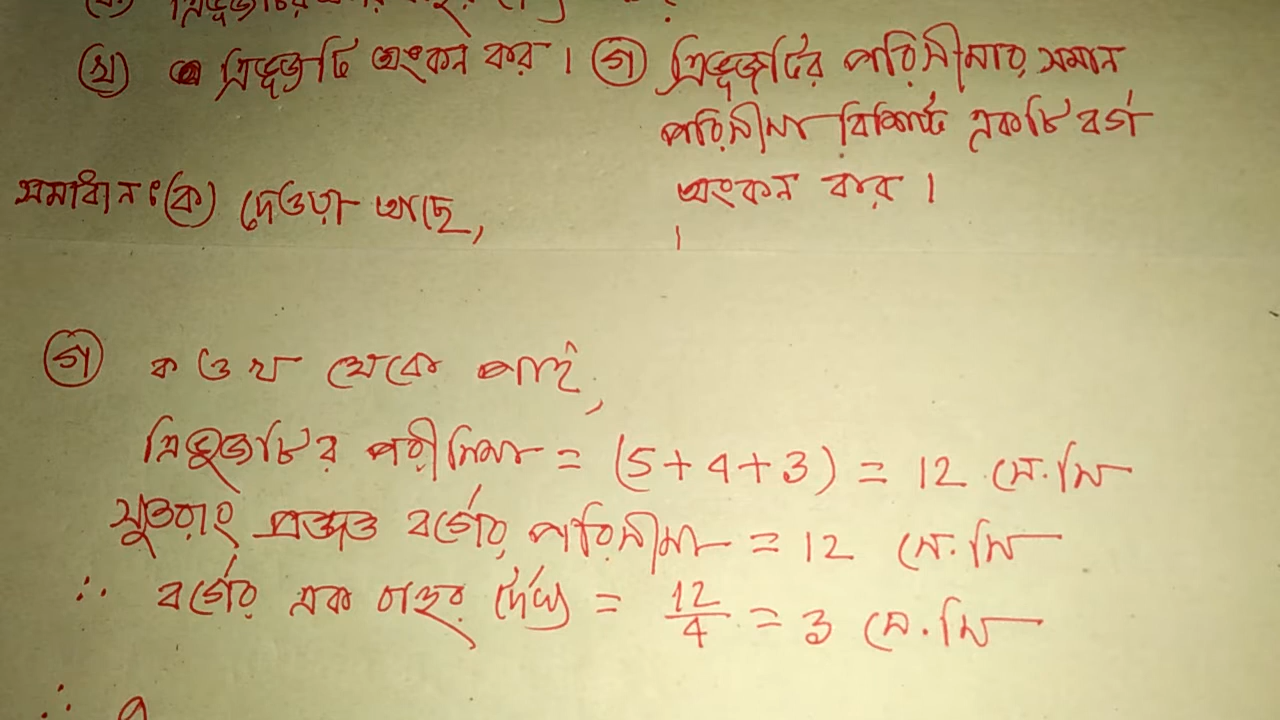 (খ) ত্রিভুজটি অংকন কর । (গ) ত্রিভুজটির পরিসীমার সমান
পরিসীমা বিশিষ্ট একটি বর্গ
অংকন কর ।
সমাধান : (ক) দেওয়া আছে,
(গ) ক ও খ থেকে পাই,
ত্রিভুজটির পরীসিমা = (5+4+3) = 12 সে.মি
সুতরাং প্রদত্ত বর্গের পরিসীমা = 12 সে.মি
∴ বর্গের এক বাহুর দৈর্ঘ্য = 12/4 = 3 সে.মি
∴